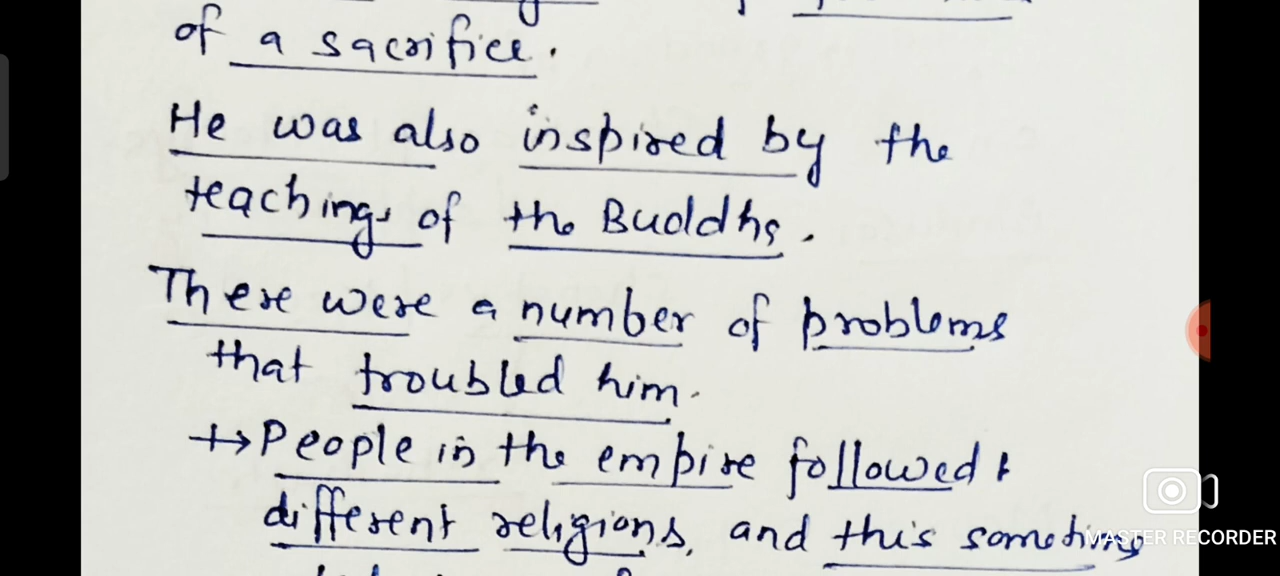 of a sacrifice.
He was also inspired by the
teachings of the Buddha.
There were a number of problems
that troubled him.
People in the empire followed
different religions, and this sometimes
MASTER RECORDER